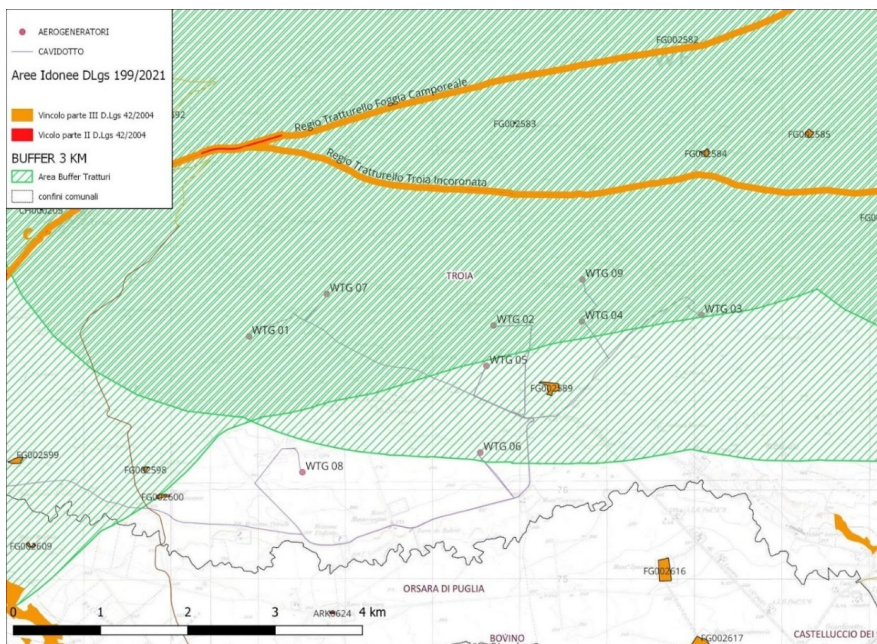 AEROGENERATORI
CAVIDOTTO
Aree Idonee DLgs 199/2021
Vincolo parte III D.Lgs 42/2004
Vicolo parte II D.Lgs 42/2004
BUFFER 3 KM
Area Buffer Tratturi
confini comunali
FG002582
Regio Tratturello Foggia Camporeale
FG002583
FG002585
FG002584
Regio Tratturello Troia Incoronata
TROIA
WTG 09
WTG 07
WTG 03
WTG 04
WTG 02
WTG 01
WTG 05
FG002589
WTG 06
FG002599
FG002598
WTG 08
FG002600
76
FG002609
FG002616
75
ORSARA DI PUGLIA
0 1 2 3 4 km
BOVINO
FG002617
CASTELLUCCIO DEI